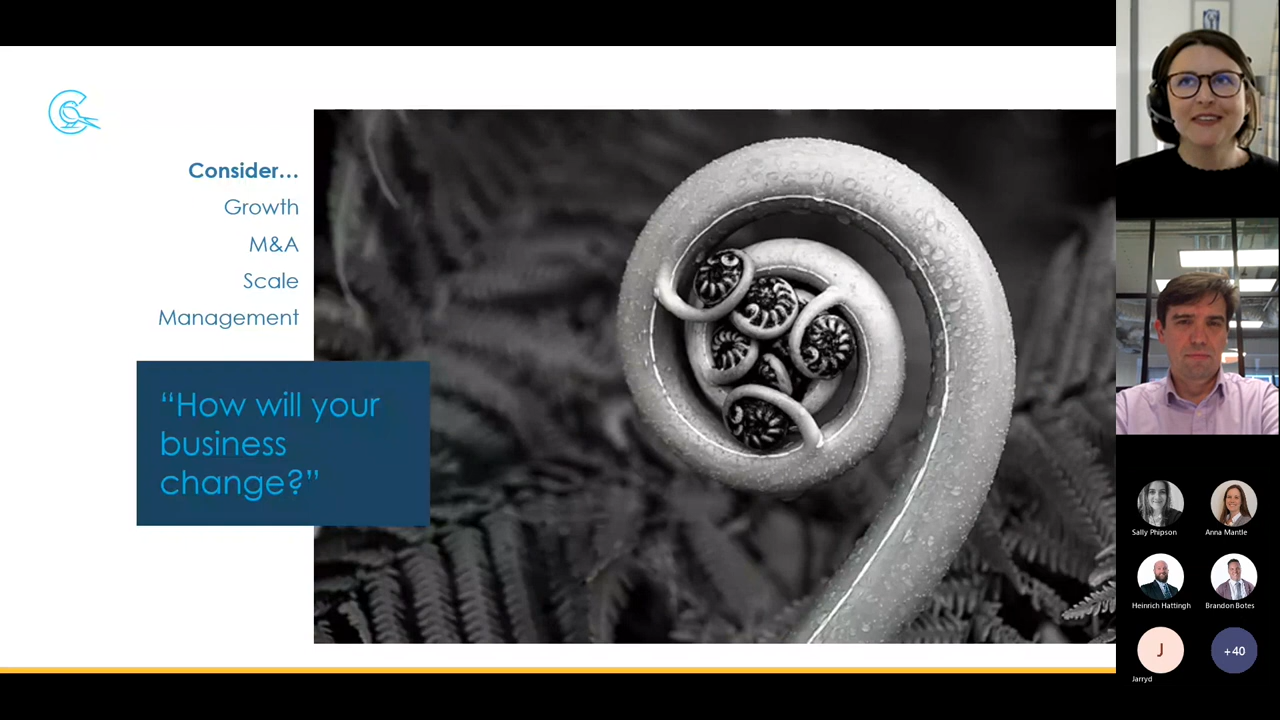 Consider...
Growth
M&A
Scale
Management
“How will your
business
change?”
Sally Phipson
Anna Mantle
Heinrich Hattingh
Brandon Botes
J
+40
Jarryd